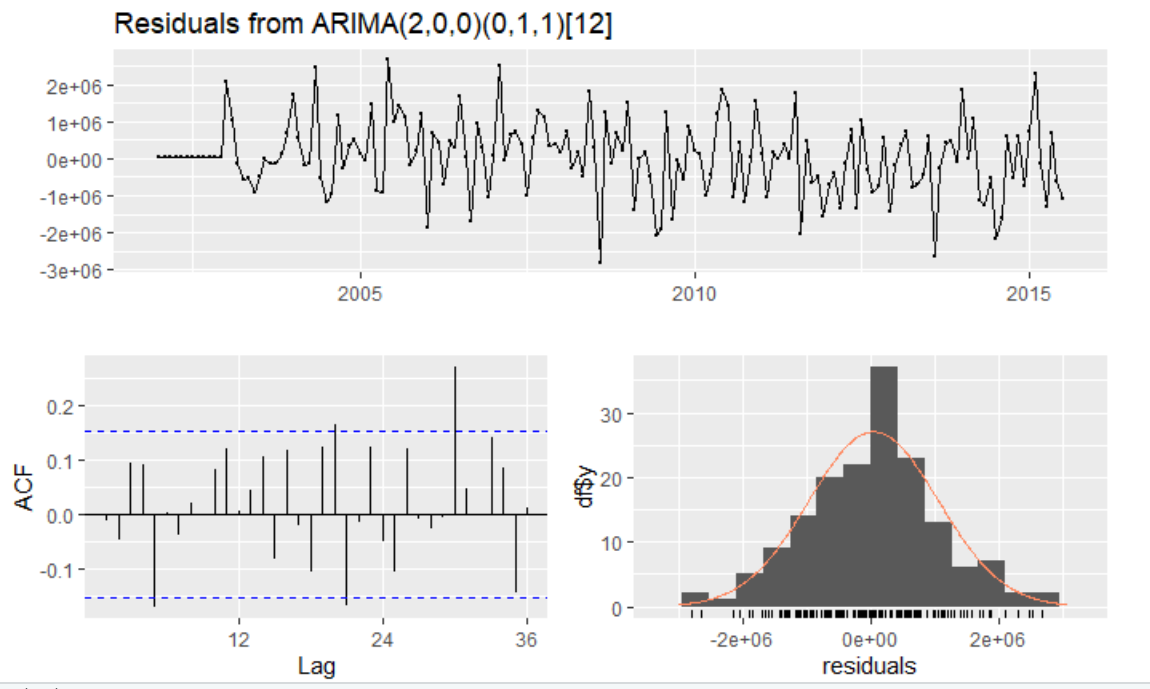 Residuals from ARIMA(2,0,0)(0,1,1)[12]
2e+06
1e+06
0e+00
-1e+06
-2e+06
-3e+06
2005 2010 2015
ACF
0.2
0.1
0.0
-0.1
12 24 36
Lag
df$y
30
20
10
0
-2e+06 0e+00 2e+06
residuals